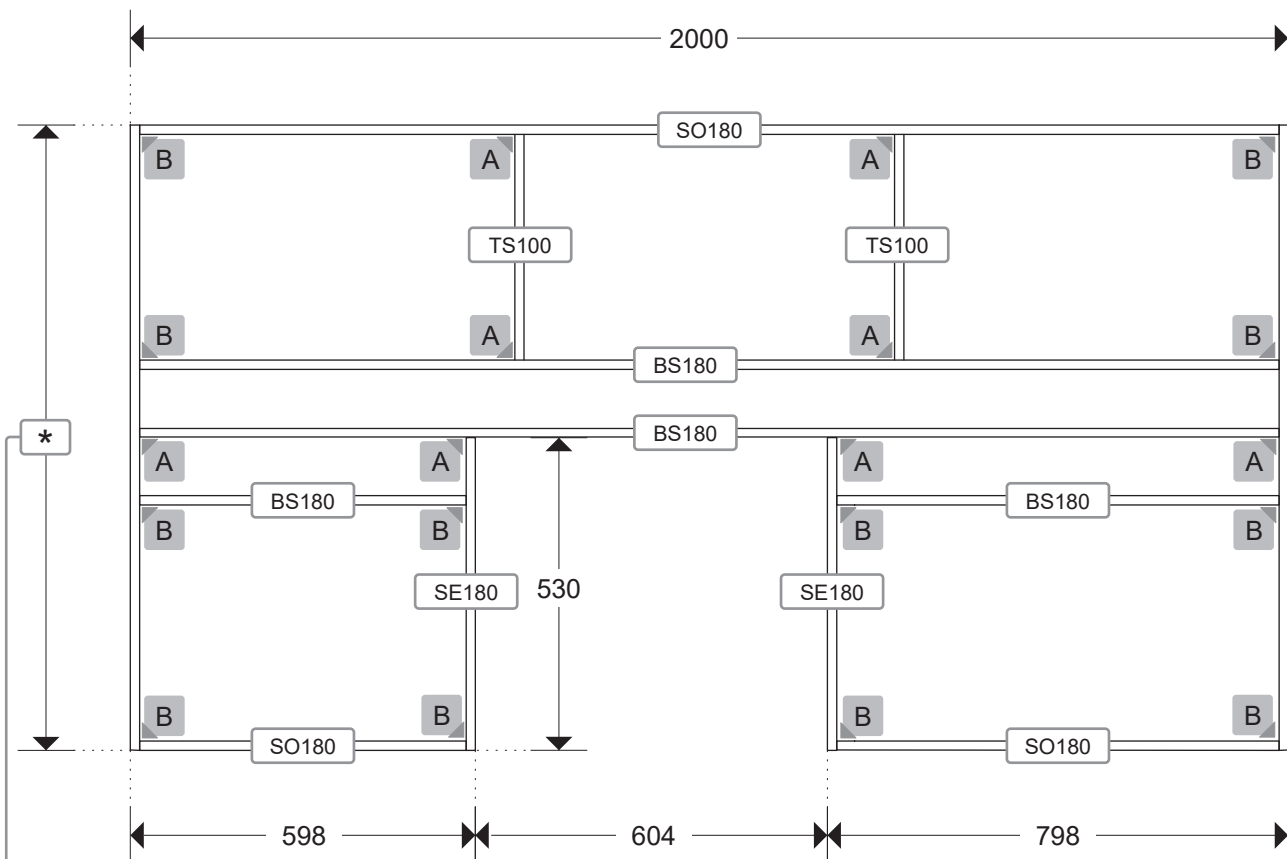 2000
SO180
B A A B
TS100 TS100
B A A B
BS180
*
BS180
A A A A
BS180 BS180
B B B B
SE180 530 SE180
B B B B
SO180 SO180
598 604 798